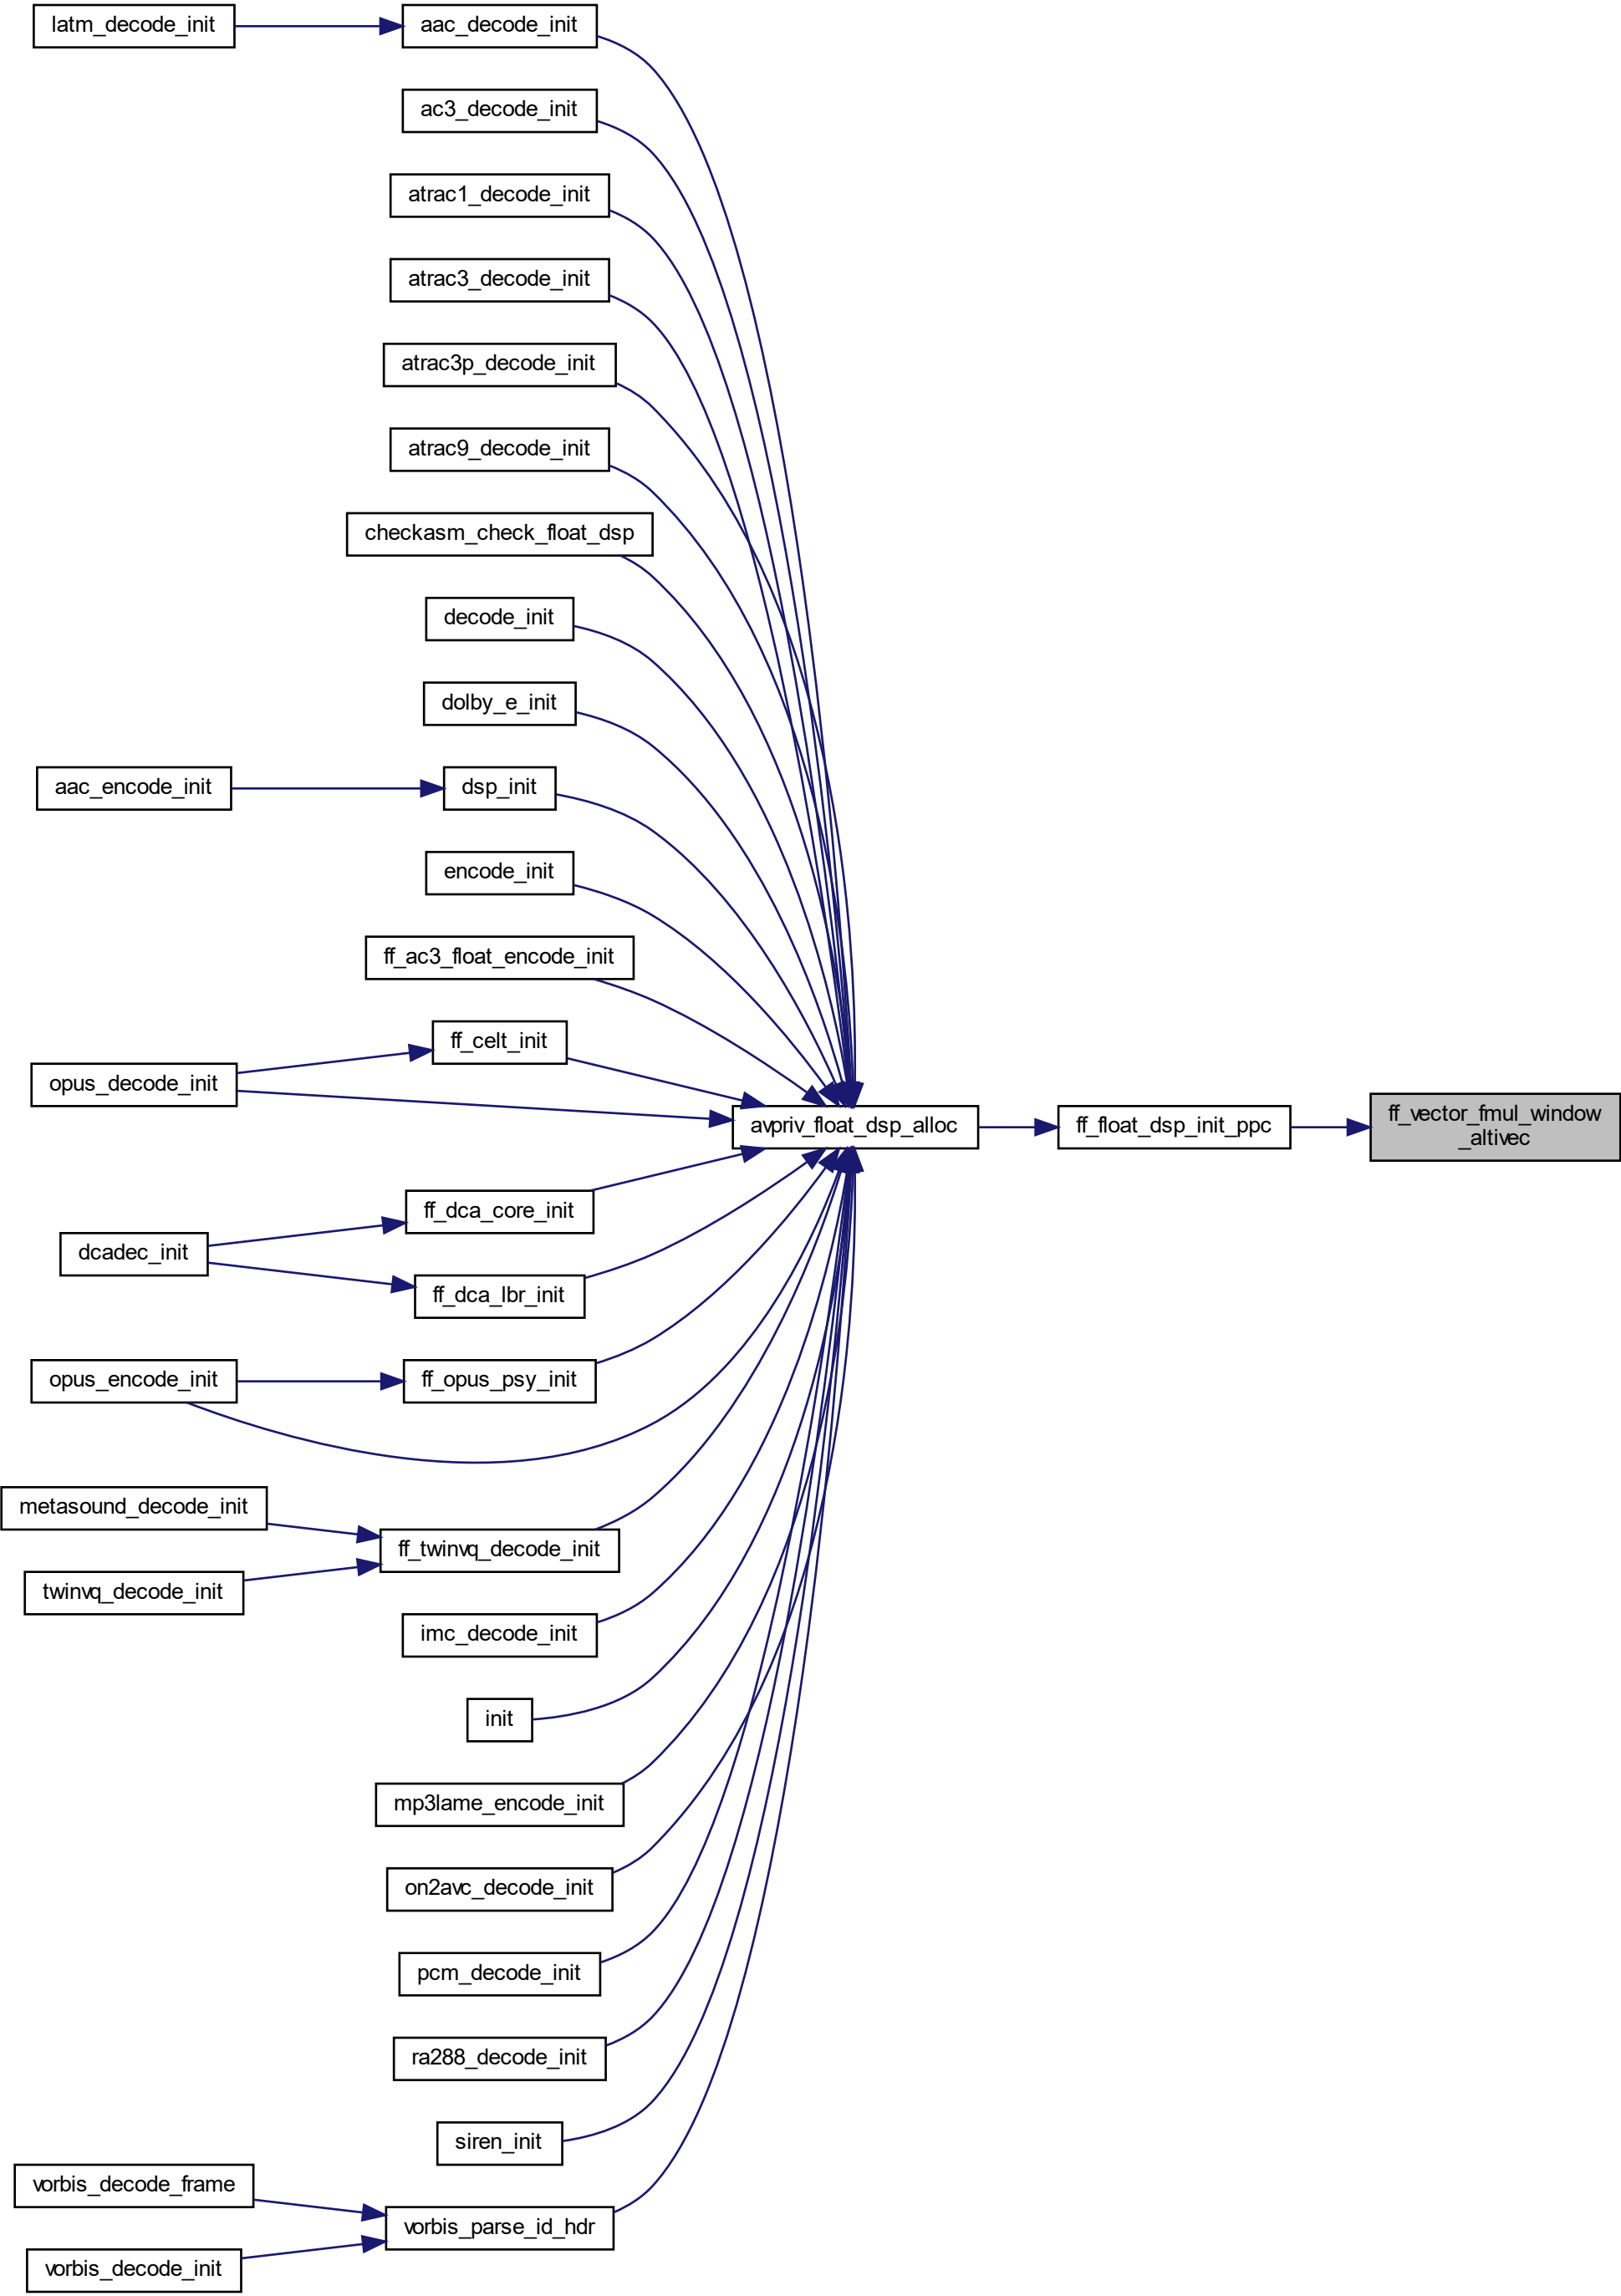 latm_decode_init
aac_decode_init
ac3_decode_init
atrac1_decode_init
atrac3_decode_init
atrac3p_decode_init
atrac9_decode_init
checkasm_check_float_dsp
decode_init
dolby_e_init
aac_encode_init
dsp_init
encode_init
ff_ac3_float_encode_init
ff_celt_init
opus_decode_init
avpriv_float_dsp_alloc
ff_float_dsp_init_ppc
ff_vector_fmul_window
_altivec
ff_dca_core_init
dcadec_init
ff_dca_lbr_init
opus_encode_init
ff_opus_psy_init
metasound_decode_init
ff_twinvq_decode_init
twinvq_decode_init
imc_decode_init
init
mp3lame_encode_init
on2avc_decode_init
pcm_decode_init
ra288_decode_init
siren_init
vorbis_decode_frame
vorbis_parse_id_hdr
vorbis_decode_init